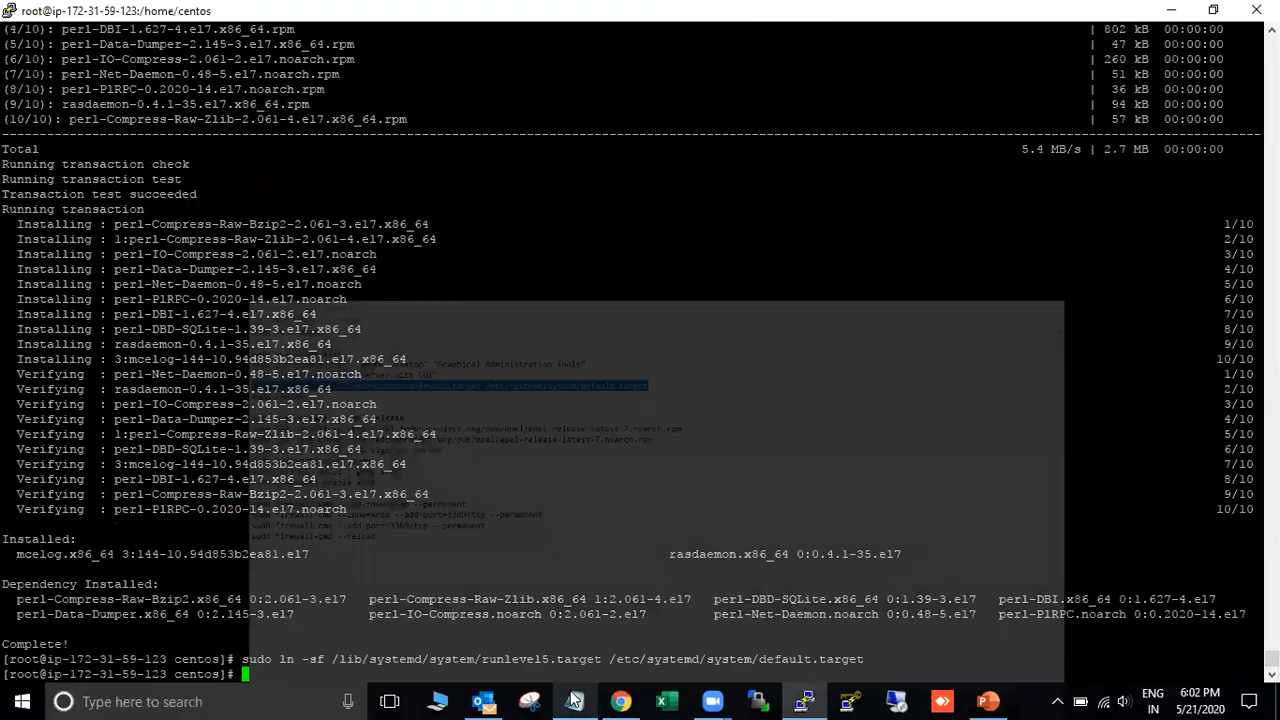 root@ip-172-31-59-123:/home/centos
(4/10): perl-DBI-1.627-4.el7.x86_64.rpm | 802 kB 00:00:00
(5/10): perl-Data-Dumper-2.145-3.el7.x86_64.rpm | 47 kB 00:00:00
(6/10): perl-IO-Compress-2.061-2.el7.noarch.rpm | 260 kB 00:00:00
(7/10): perl-Net-Daemon-0.48-5.el7.noarch.rpm | 51 kB 00:00:00
(8/10): perl-PlRPC-0.2020-14.el7.noarch.rpm | 36 kB 00:00:00
(9/10): rasdaemon-0.4.1-35.el7.x86_64.rpm | 94 kB 00:00:00
(10/10): perl-Compress-Raw-Zlib-2.061-4.el7.x86_64.rpm | 57 kB 00:00:00
Total 5.4 MB/s | 2.7 MB 00:00:00
Running transaction check
Running transaction test
Transaction test succeeded
Running transaction
Installing : perl-Compress-Raw-Bzip2-2.061-3.el7.x86_64 1/10
Installing : 1:perl-Compress-Raw-Zlib-2.061-4.el7.x86_64 2/10
Installing : perl-IO-Compress-2.061-2.el7.noarch 3/10
Installing : perl-Data-Dumper-2.145-3.el7.x86_64 4/10
Installing : perl-Net-Daemon-0.48-5.el7.noarch 5/10
Installing : perl-PlRPC-0.2020-14.el7.noarch 6/10
Installing : perl-DBI-1.627-4.el7.x86_64 7/10
Installing : perl-DBD-SQLite-1.39-3.el7.x86_64 8/10
Installing : rasdaemon-0.4.1-35.el7.x86_64 9/10
Installing : 3:mcelog-144-10.94d853b2ea81.el7.x86_64 10/10
Verifying : perl-Net-Daemon-0.48-5.el7.noarch 1/10
Verifying : rasdaemon-0.4.1-35.el7.x86_64 2/10
Verifying : perl-IO-Compress-2.061-2.el7.noarch 3/10
Verifying : perl-Data-Dumper-2.145-3.el7.x86_64 4/10
Verifying : 1:perl-Compress-Raw-Zlib-2.061-4.el7.x86_64 5/10
Verifying : perl-DBD-SQLite-1.39-3.el7.x86_64 6/10
Verifying : 3:mcelog-144-10.94d853b2ea81.el7.x86_64 7/10
Verifying : perl-DBI-1.627-4.el7.x86_64 8/10
Verifying : perl-Compress-Raw-Bzip2-2.061-3.el7.x86_64 9/10
Verifying : perl-PlRPC-0.2020-14.el7.noarch 10/10
Desktop" "Graphical Administration Tools"
/etc/systemd/system/default.target
--permanent
sudo firewall-cmd --add-port=3389/tcp --permanent
sudo firewall-cmd --reload
Installed:
mcelog.x86_64 3:144-10.94d853b2ea81.el7 rasdaemon.x86_64 0:0.4.1-35.el7
Dependency Installed:
perl-Compress-Raw-Bzip2.x86_64 0:2.061-3.el7 perl-Compress-Raw-Zlib.x86_64 1:2.061-4.el7 perl-DBD-SQLite.x86_64 0:1.39-3.el7 perl-DBI.x86_64 0:1.627-4.el7
perl-Data-Dumper.x86_64 0:2.145-3.el7 perl-IO-Compress.noarch 0:2.061-2.el7 perl-Net-Daemon.noarch 0:0.48-5.el7 perl-PlRPC.noarch 0:0.2020-14.el7
Complete!
[root@ip-172-31-59-123 centos]# sudo ln -sf /lib/systemd/system/runlevel5.target /etc/systemd/system/default.target
[root@ip-172-31-59-123 centos]#
Type here to search
ENG
IN
6:02 PM
5/21/2020